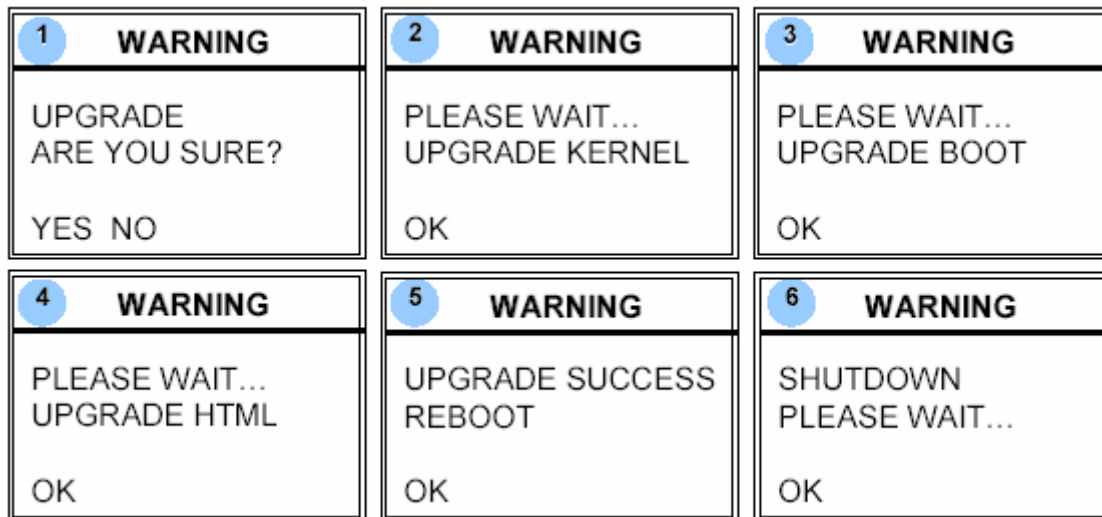 1 WARNING
UPGRADE
ARE YOU SURE?
YES NO
2 WARNING
PLEASE WAIT...
UPGRADE KERNEL
OK
3 WARNING
PLEASE WAIT...
UPGRADE BOOT
OK
4 WARNING
PLEASE WAIT...
UPGRADE HTML
OK
5 WARNING
UPGRADE SUCCESS
REBOOT
OK
6 WARNING
SHUTDOWN
PLEASE WAIT...
OK